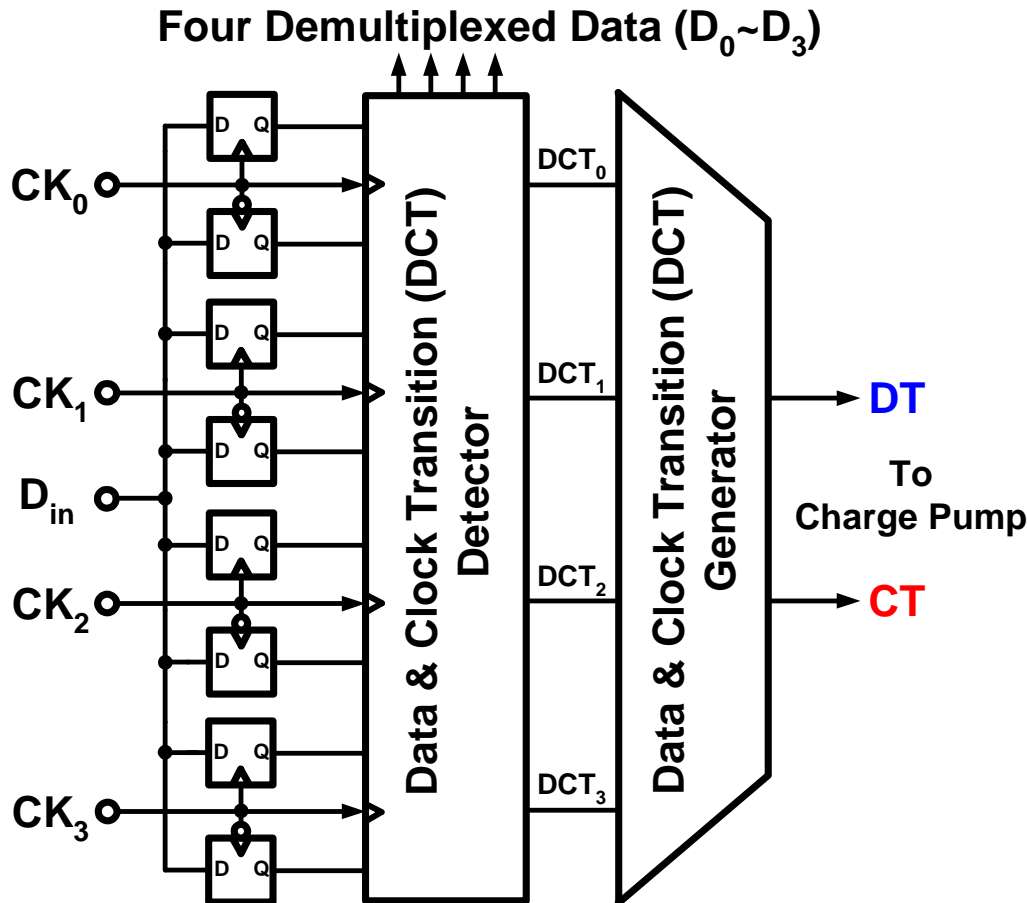 Four Demultiplexed Data (D0~D3)
D Q
CK0
D Q
D Q
CK1
D Q
Din
D Q
CK2
D Q
D Q
CK3
D Q
Data & Clock Transition (DCT)
Detector
DCT0
DCT1
DCT2
DCT3
Data & Clock Transition (DCT)
Generator
DT
To
Charge Pump
CT